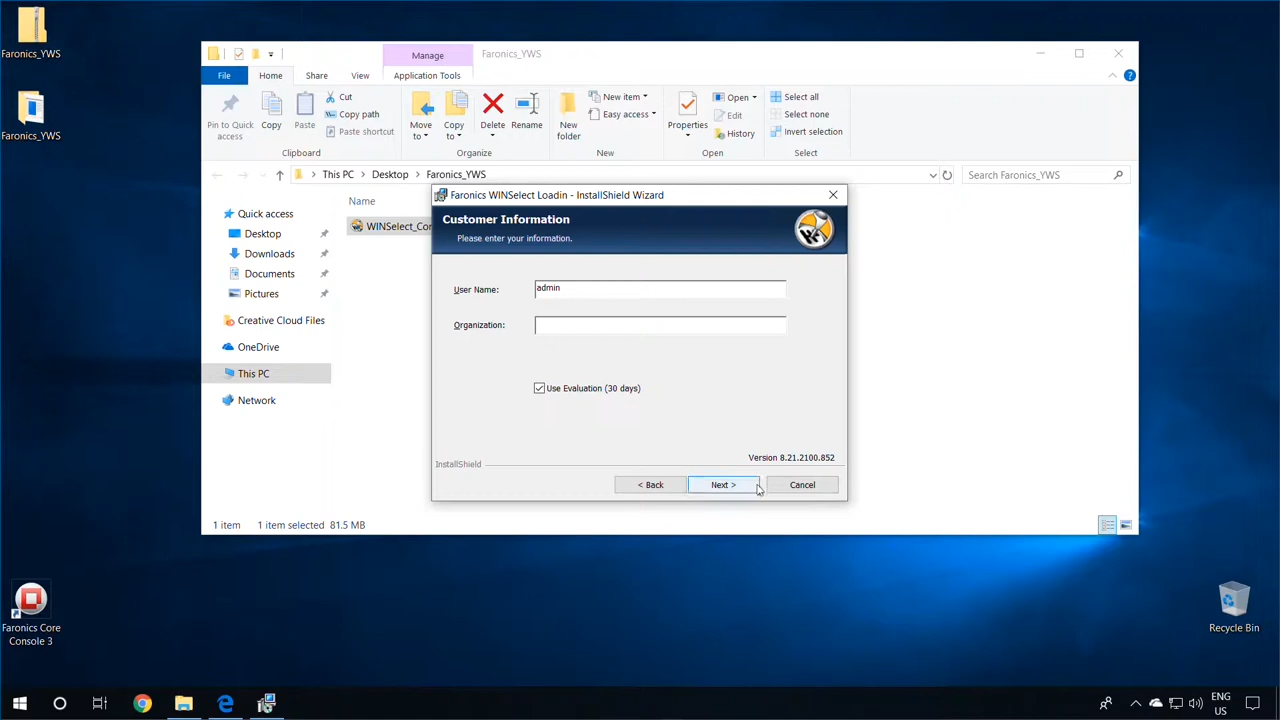 Faronics_YWS
Faronics_YWS
Manage
Faronics_YWS
File
Home
Share
View
Application Tools
Pin to Quick
access
Copy
Paste
Cut
Copy path
Paste shortcut
Clipboard
Move
to
Copy
to
Delete
Rename
Organize
New
folder
New item
Easy access
New
Properties
Open
Edit
History
Open
Select all
Select none
Invert selection
Select
This PC
Desktop
Faronics_YWS
Search Faronics_YWS
Quick access
Desktop
Downloads
Documents
Pictures
Creative Cloud Files
OneDrive
This PC
Network
Name
WINSelect_Cor
Faronics WINSelect Loadin - InstallShield Wizard
Customer Information
Please enter your information.
User Name:
admin
Organization:
Use Evaluation (30 days)
Version 8.21.2100.852
InstallShield
< Back
Next >
Cancel
1 item
1 item selected 81.5 MB
Faronics Core
Console 3
Recycle Bin
ENG
US